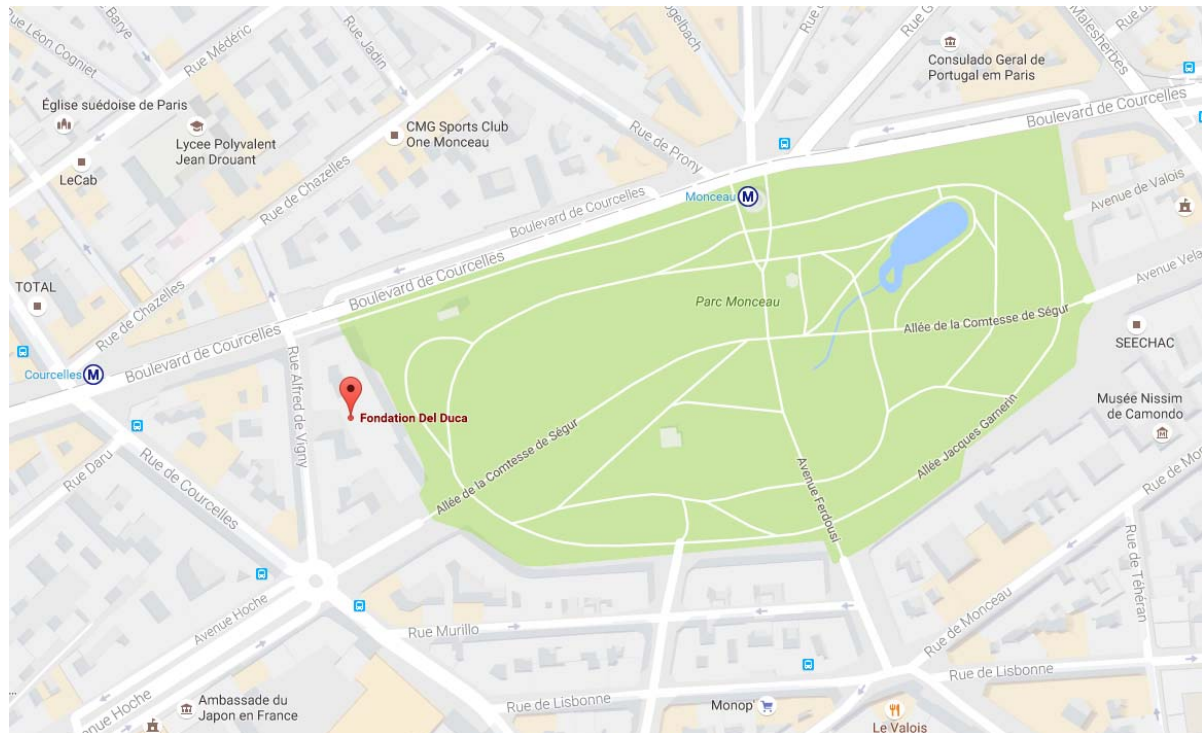 Rue Barye
Rue Léon Cogniet
Rue Médéric
Rue Jadin
Malesherbes
Consulado Geral de
Portugal em Paris
Église suédoise de Paris
Lycee Polyvalent
Jean Drouant
CMG Sports Club
One Monceau
LeCab
Rue de Prony
Boulevard de Courcelles
Rue de Chazelles
Monceau
M
Avenue de Valois
Boulevard de Courcelles
Boulevard de Courcelles
TOTAL
Rue de Chazelles
Parc Monceau
Avenue Vela
Allée de la Comtesse de Ségur
SEECHAC
Boulevard de Courcelles
Courcelles
M
Rue Alfred de Vigny
Fondation Del Duca
Musée Nissim
de Camondo
Allée Jacques Garnerin
Allée de la Comtesse de Ségur
Avenue Ferdousi
Rue Daru
Rue de Courcelles
Rue de Mo
Rue de Téhéran
Avenue Hoche
Rue Murillo
Rue de Monceau
Rue de Lisbonne
Ambassade du
Japon en France
nue Hoche
Rue de Lisbonne
Monop'
Le Valois